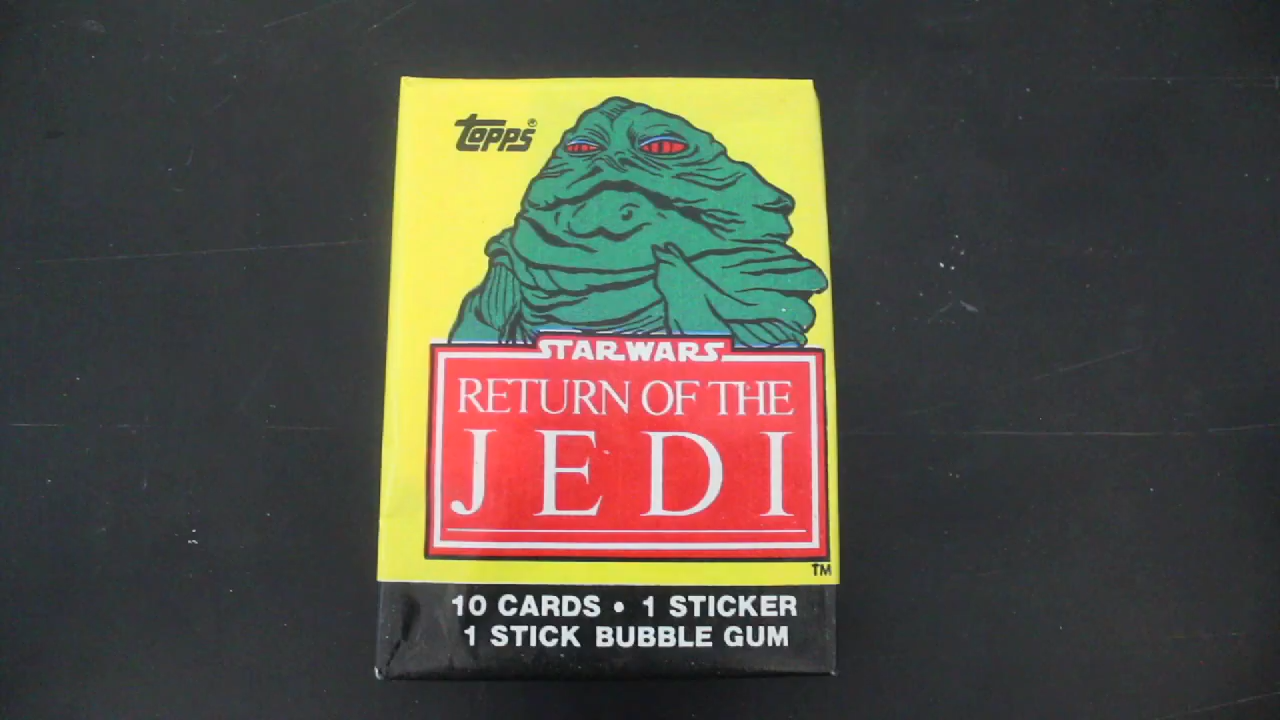 topps®
STAR WARS
RETURN OF THE
JEDI
TM
10 CARDS • 1 STICKER
1 STICK BUBBLE GUM